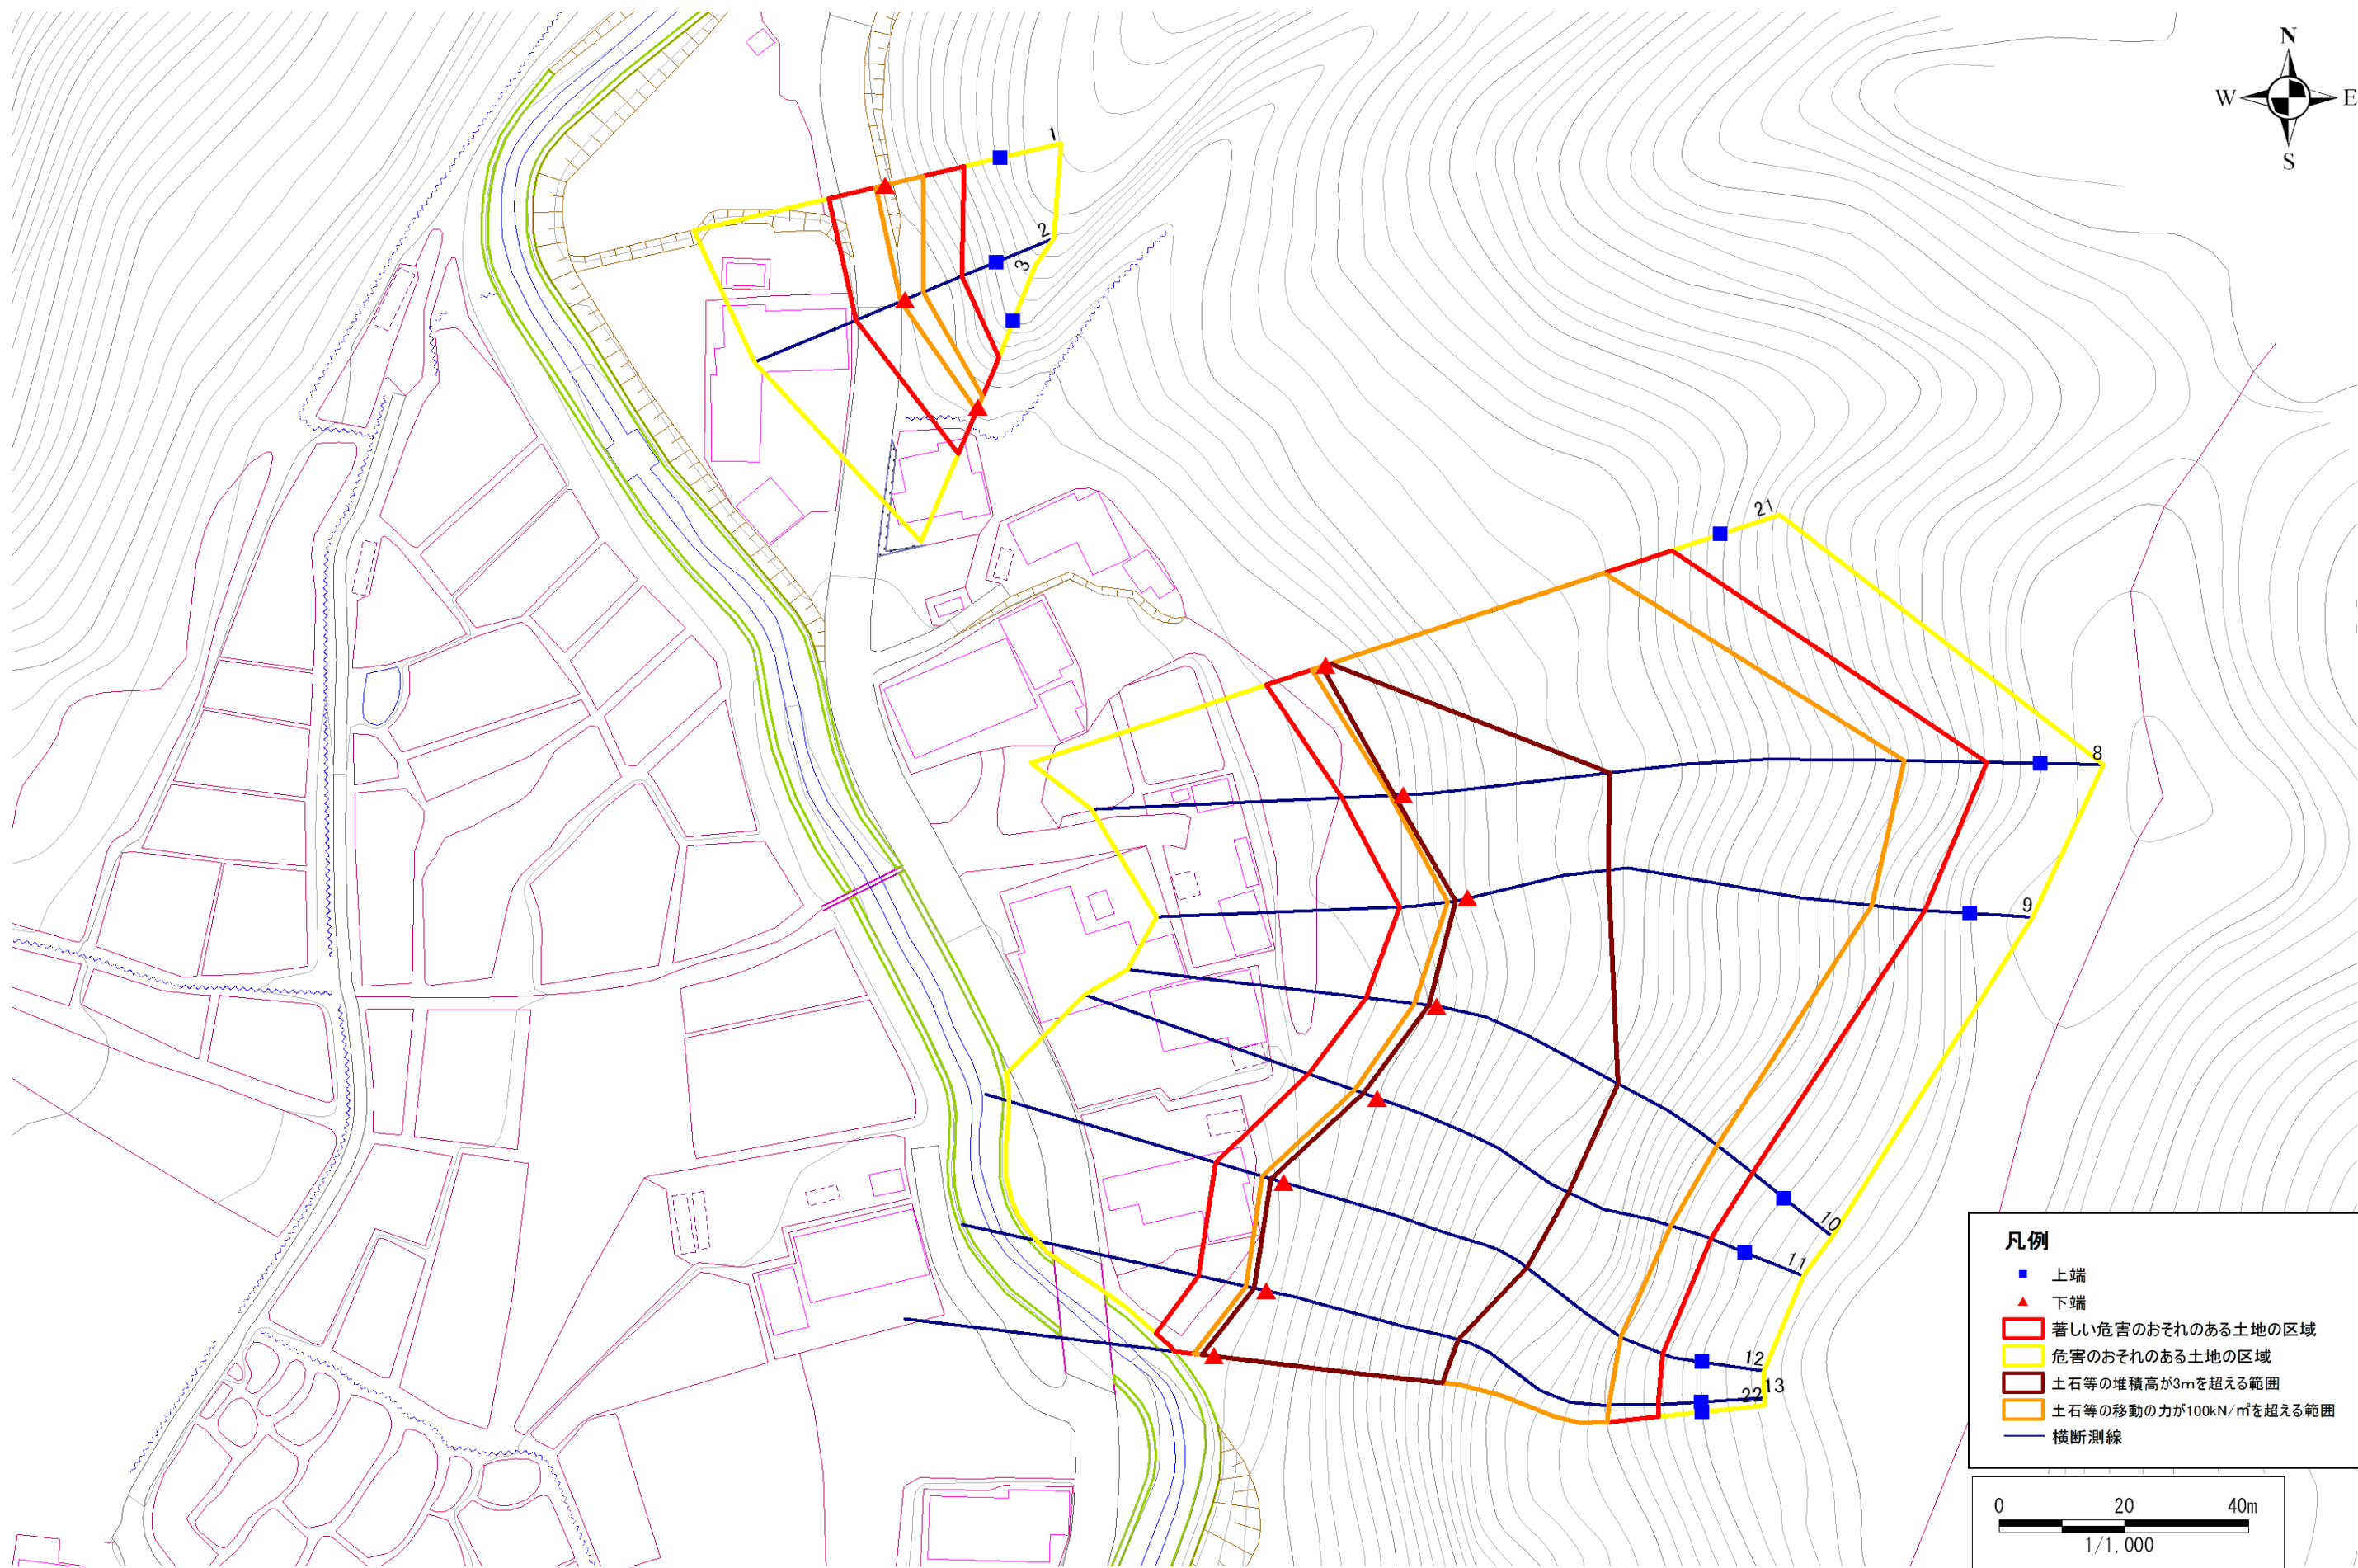 N
W E
S
1
2
3
21
8
9
10
11
12
13
22
凡例
上端
下端
著しい危害のおそれのある土地の区域
危害のおそれのある土地の区域
土石等の堆積高が3mを超える範囲
土石等の移動の力が100kN/㎡を超える範囲
横断測線
0 20 40m
1/1,000